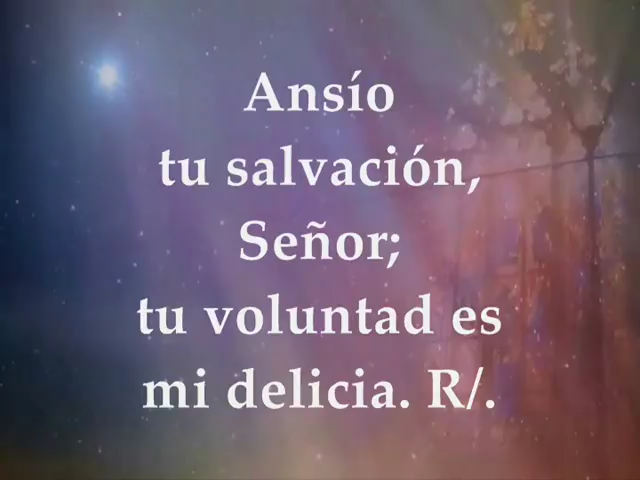 Ansío
tu salvación,
Señor;
tu voluntad es
mi delicia. R/.